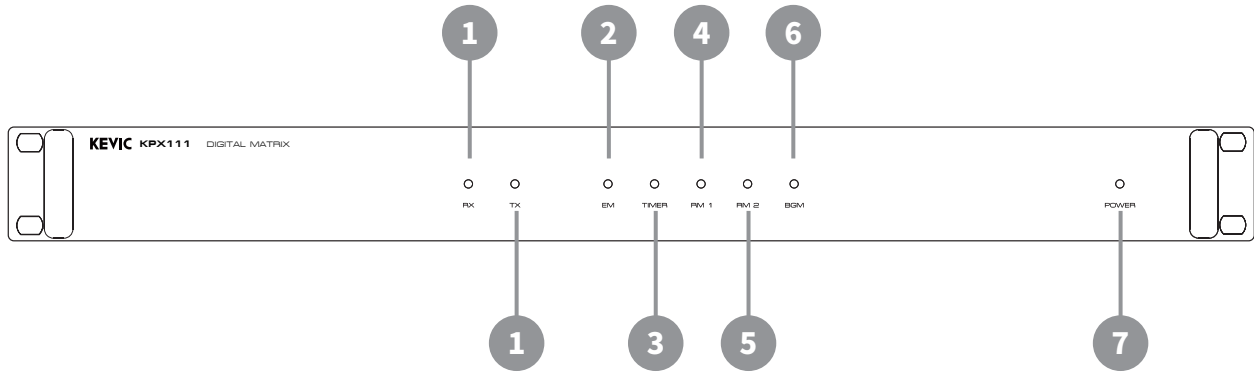 1 2 4 6
KEVIC KPX111 DIGITAL MATRIX
RX TX EM TIMER RM 1 RM 2 BGM POWER
1 3 5 7